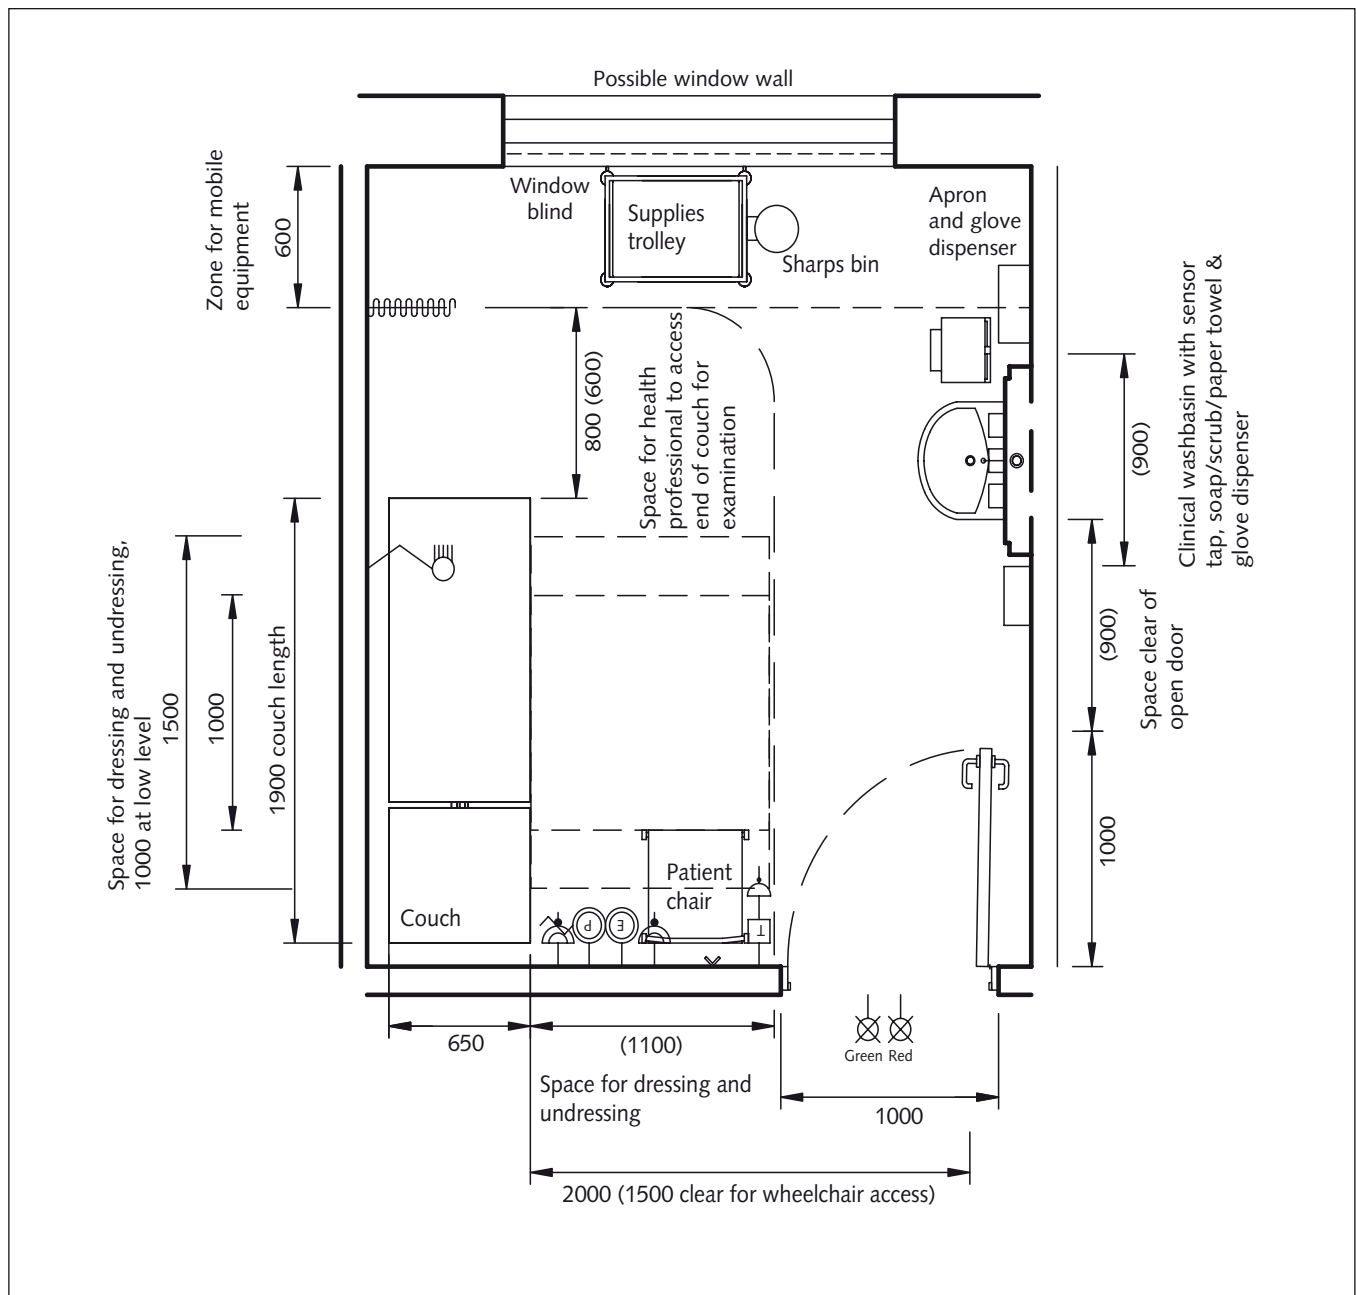 Possible window wall
Zone for mobile
equipment
600
Window
blind
Supplies
trolley
Sharps bin
Apron
and glove
dispenser
800 (600)
Space for health
professional to access
end of couch for
examination
(900)
Clinical washbasin with sensor
tap, soap/scrub/paper towel &
glove dispenser
Space for dressing and undressing,
1000 at low level
1500
1000
1900 couch length
(900)
Space clear of
open door
1000
Couch
P
E
Patient
chair
T
650
(1100)
Space for dressing and
undressing
Green Red
1000
2000 (1500 clear for wheelchair access)